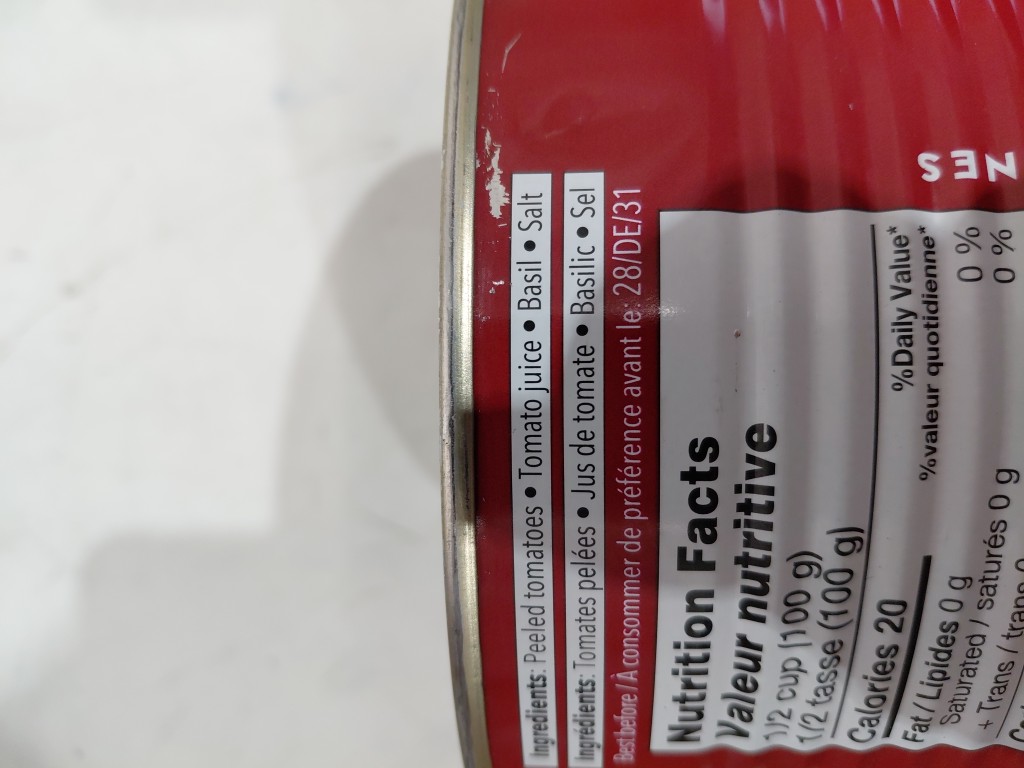 Ingredients: Peeled tomatoes • Tomato juice • Basil • Salt
Ingrédients: Tomates pelées • Jus de tomate • Basilic • Sel
Best before / À consommer de préférence avant le: 28/DE/31
Nutrition Facts
Valeur nutritive
1/2 cup (100 g)
1/2 tasse (100 g)
Calories 20
%Daily Value*
%valeur quotidienne*
Fat / Lipides 0 g 0 %
Saturated / saturés 0 g 0 %
+ Trans / trans 0
NES